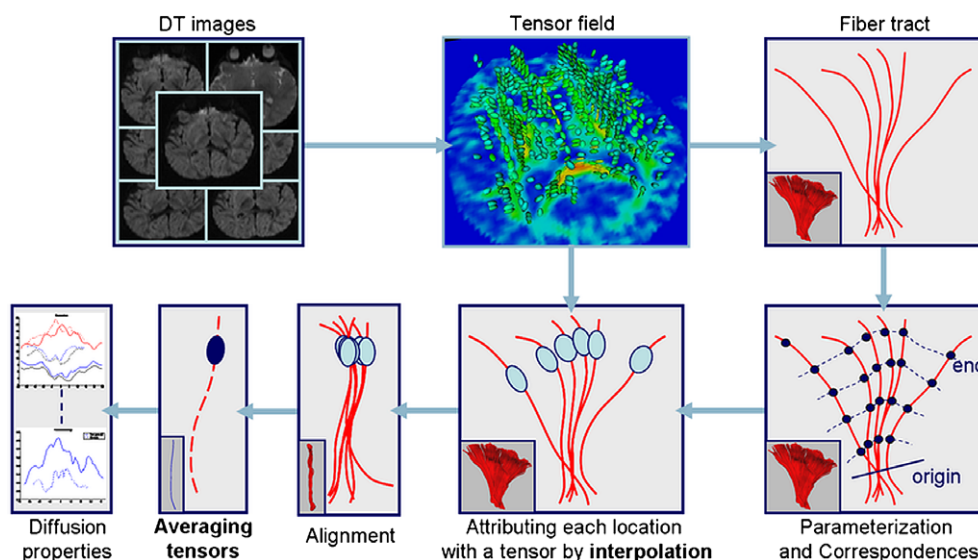 DT images
Tensor field
Fiber tract
end
origin
Diffusion
properties
Averaging
tensors
Alignment
Attributing each location
with a tensor by interpolation
Parameterization
and Correspondences